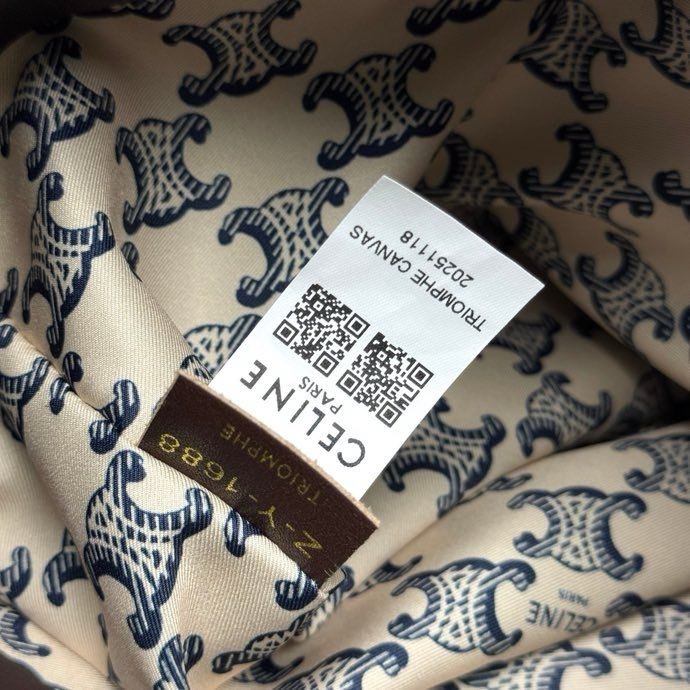 CELINE
PARIS
TRIOMPHE CANVAS
20251118
Z-Y-1688
TRIOMPHE
CELINE
PARIS